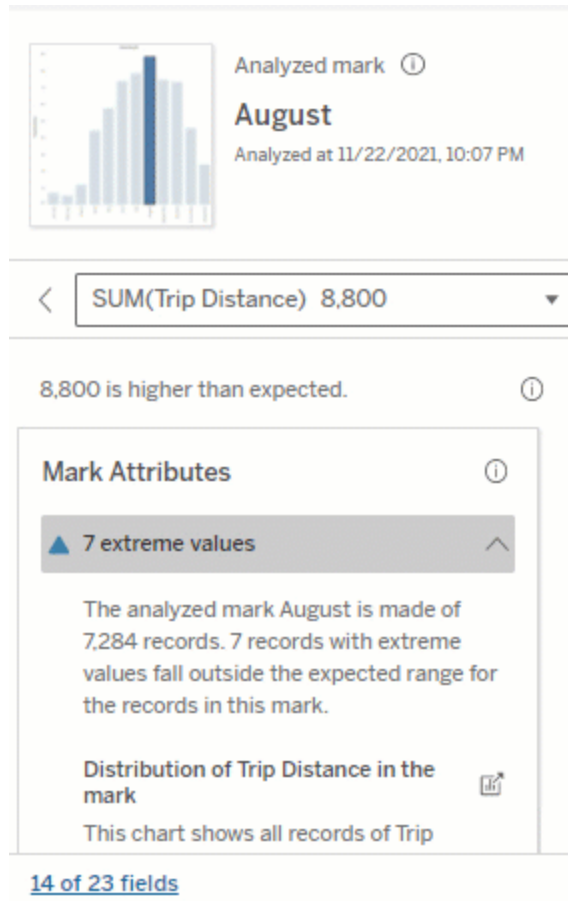 Analyzed mark
August
Analyzed at 11/22/2021, 10:07 PM
SUM(Trip Distance) 8,800
8,800 is higher than expected.
Mark Attributes
7 extreme values
The analyzed mark August is made of
7,284 records. 7 records with extreme
values fall outside the expected range for
the records in this mark.
Distribution of Trip Distance in the
mark
This chart shows all records of Trip
14 of 23 fields